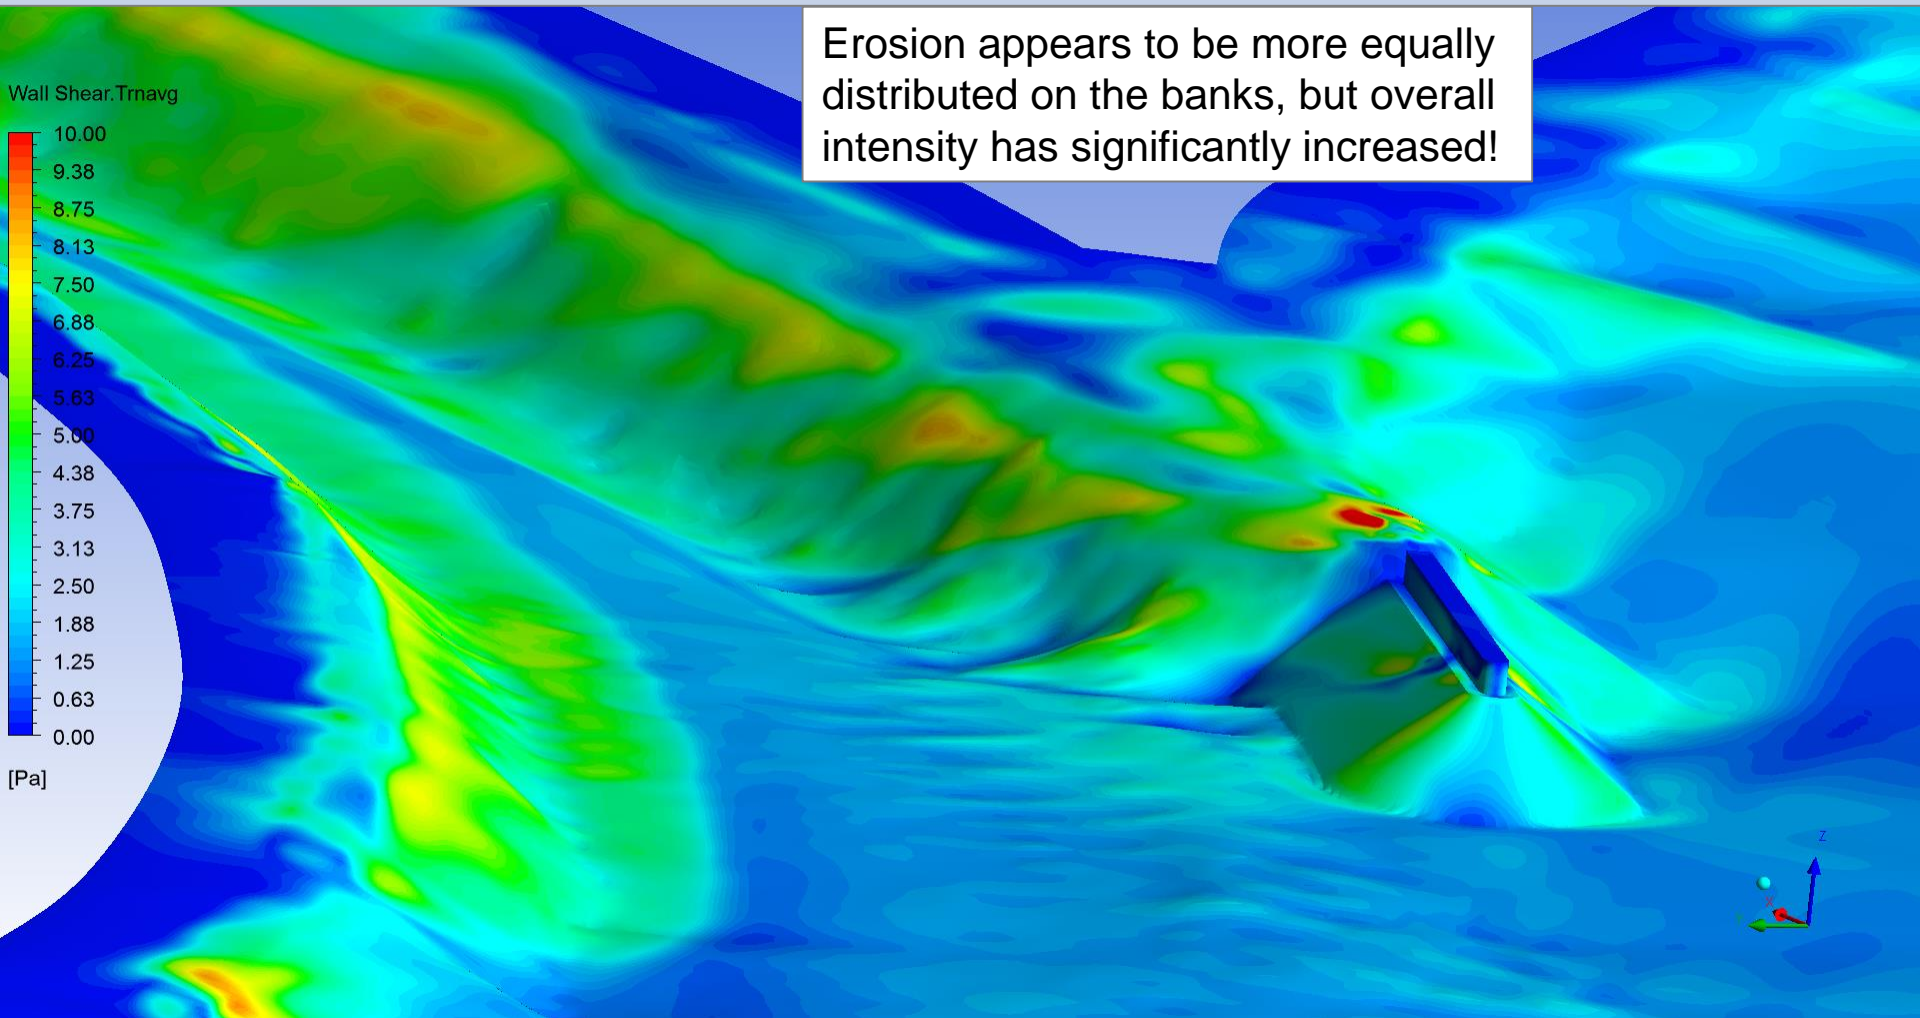 Erosion appears to be more equally
distributed on the banks, but overall
intensity has significantly increased!
Wall Shear.Trnavg
10.00
9.38
8.75
8.13
7.50
6.88
6.25
5.63
5.00
4.38
3.75
3.13
2.50
1.88
1.25
0.63
0.00
[Pa]
Z
X